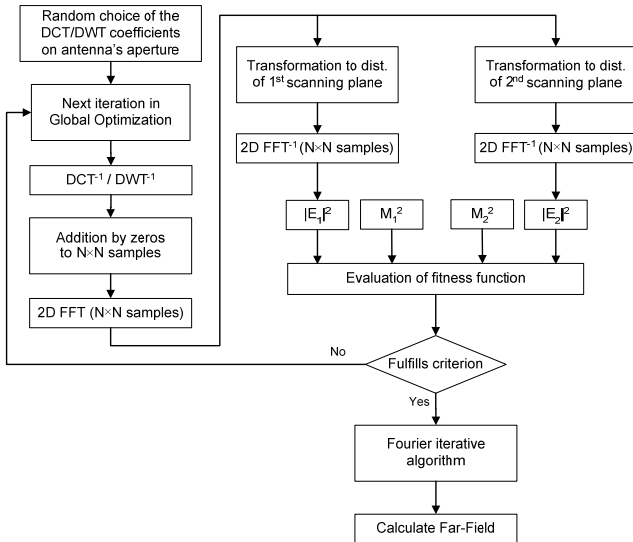 Random choice of the
DCT/DWT coefficients
on antenna's aperture
Next iteration in
Global Optimization
DCT⁻¹ / DWT⁻¹
Addition by zeros
to N×N samples
2D FFT (N×N samples)
Transformation to dist.
of 1ˢᵗ scanning plane
2D FFT⁻¹ (N×N samples)
Transformation to dist.
of 2ⁿᵈ scanning plane
2D FFT⁻¹ (N×N samples)
|E₁|²
M₁²
M₂²
|E₂|²
Evaluation of fitness function
No
Fulfills criterion
Yes
Fourier iterative
algorithm
Calculate Far-Field